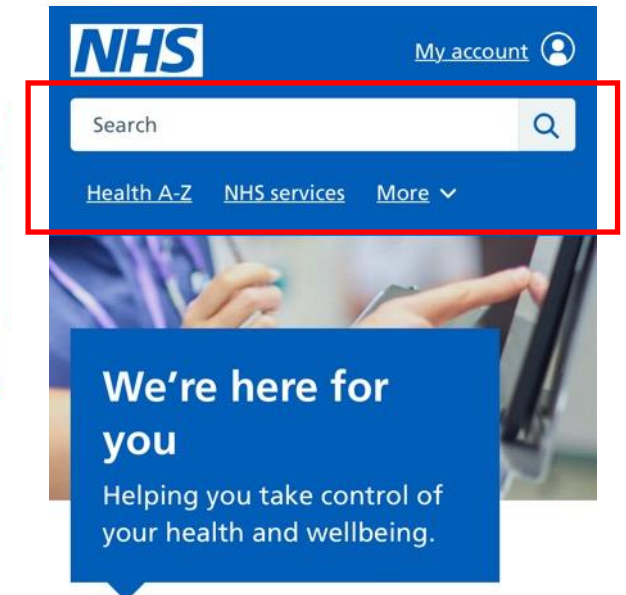 NHS
My account
Search
Health A-Z NHS services More
We're here for
you
Helping you take control of
your health and wellbeing.